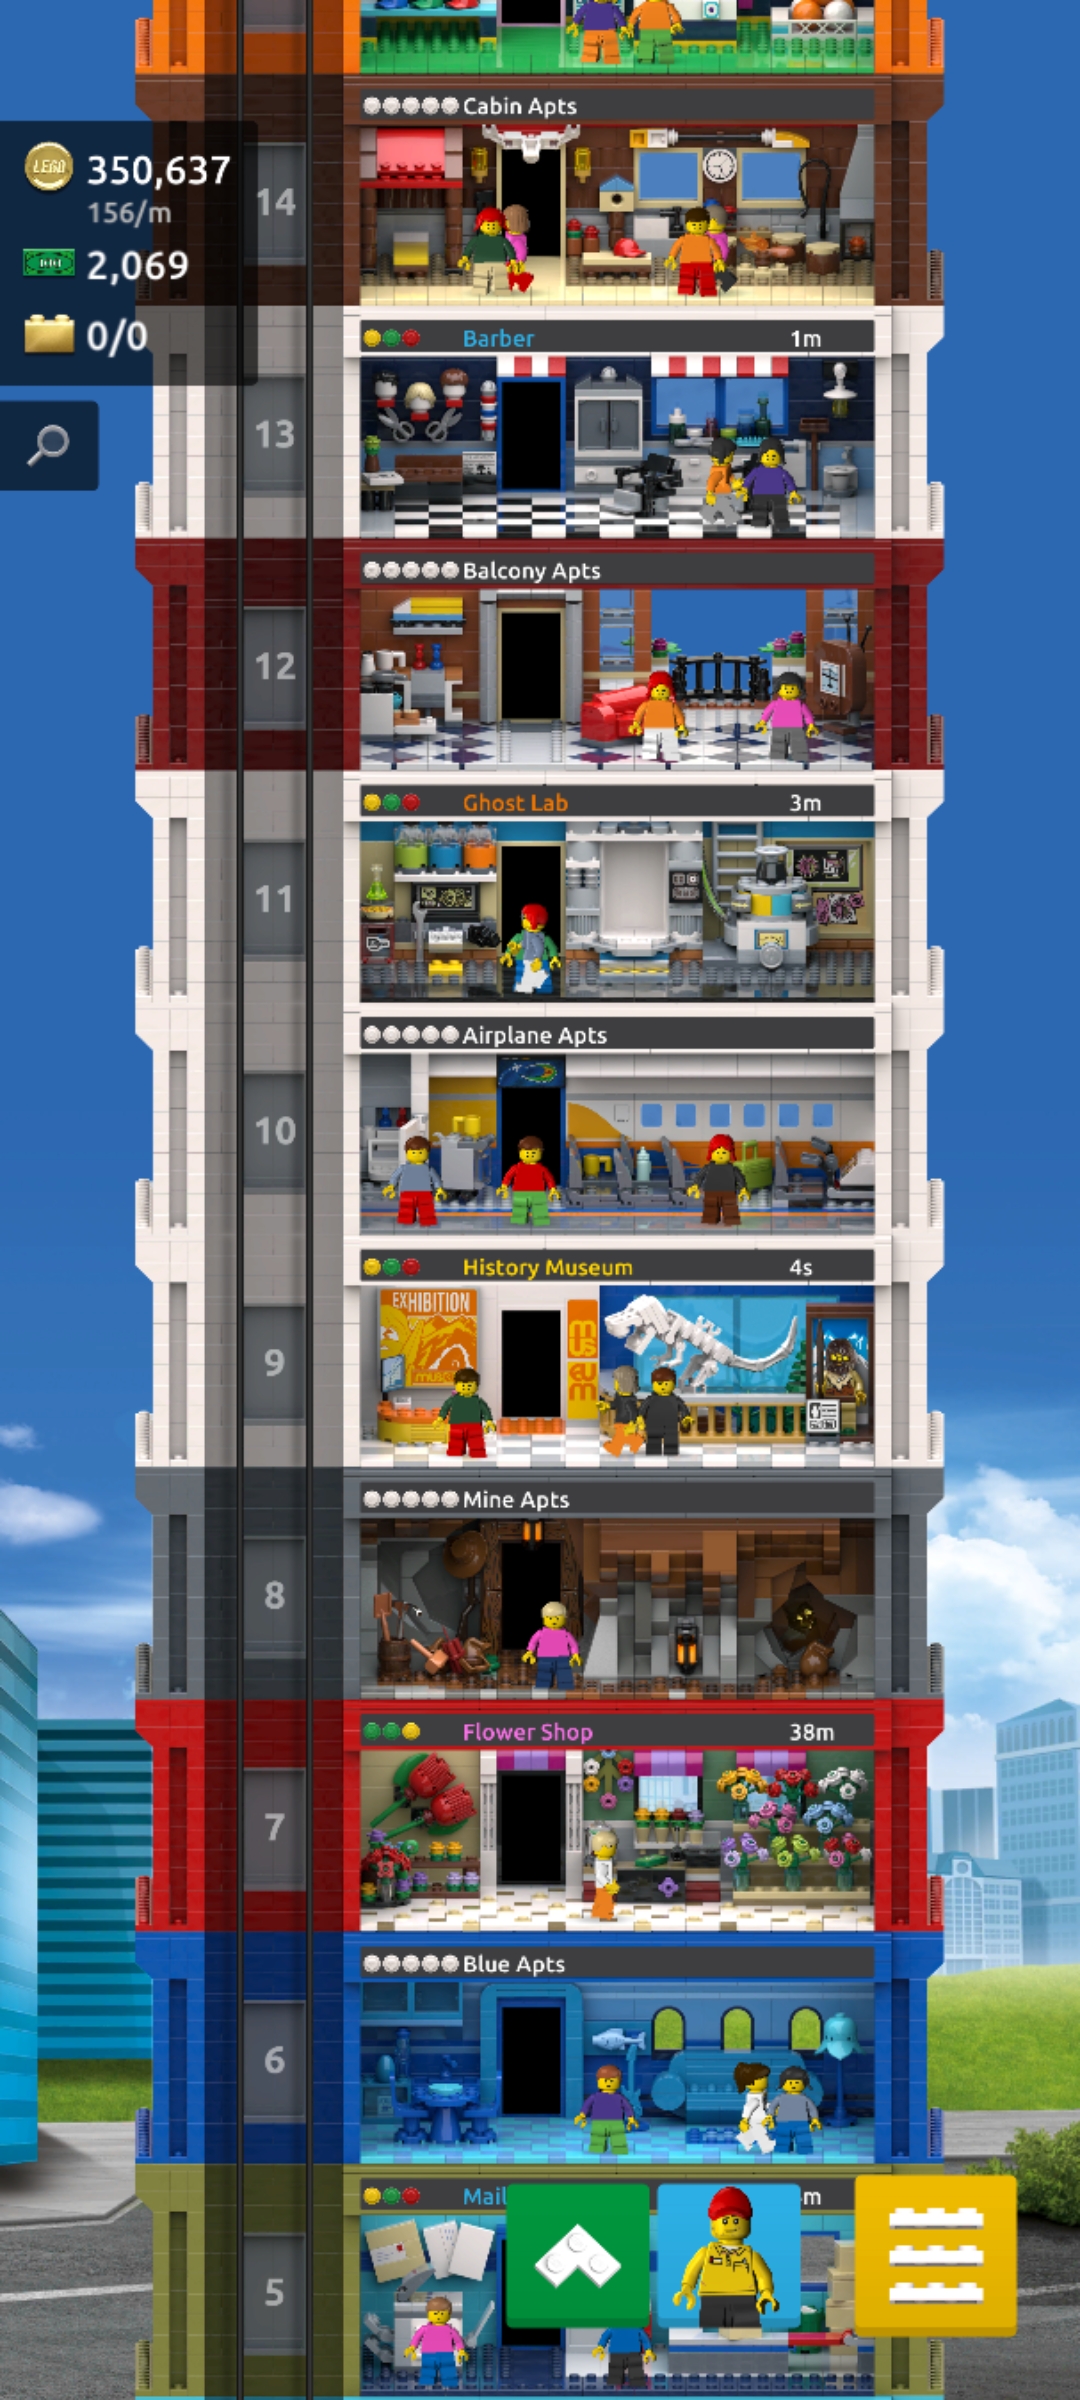 Cabin Apts
LEGO
350,637
156/m
2,069
0/0
14
Barber 1m
13
Balcony Apts
12
Ghost Lab 3m
11
Airplane Apts
10
History Museum 4s
EXHIBITION
mus
eum
9
Mine Apts
8
Flower Shop 38m
7
Blue Apts
6
Mail
5